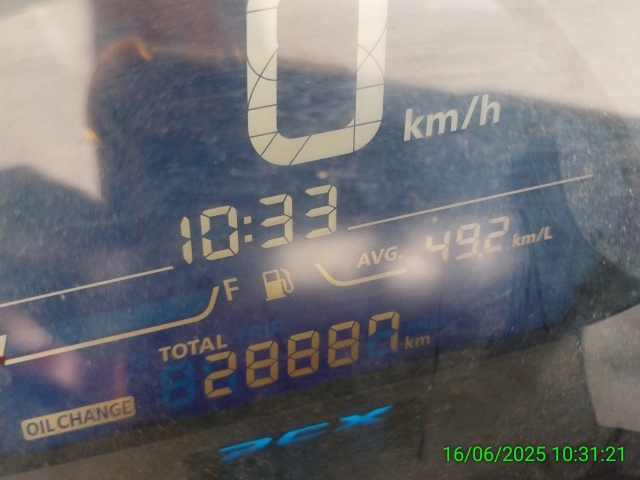 0 km/h
10:33
AVG. 49.2 km/L
F
TOTAL 28887 km
OIL CHANGE
PCX
16/06/2025 10:31:21